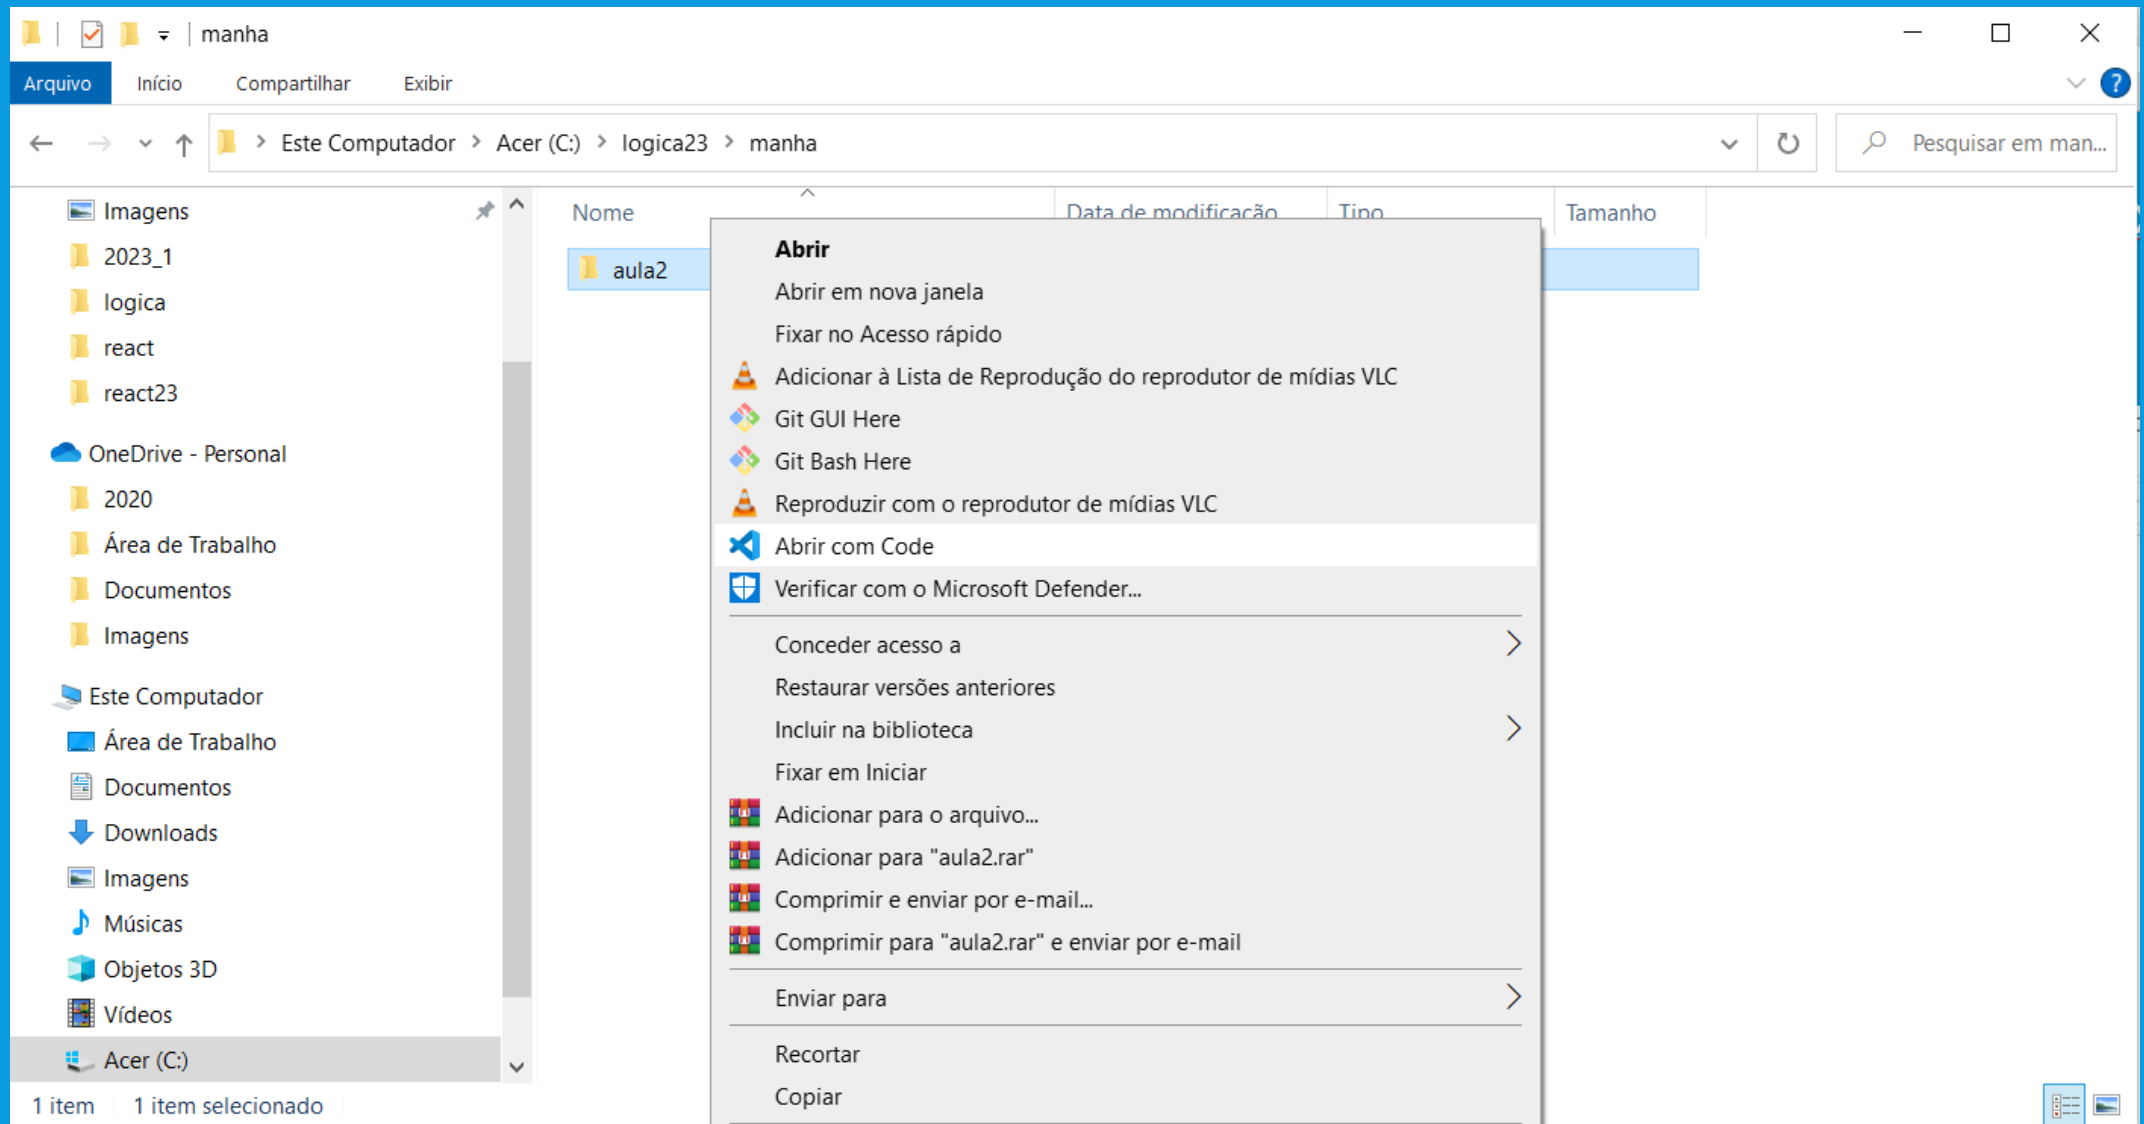 manha
Arquivo Início Compartilhar Exibir
Este Computador Acer (C:) logica23 manha
Pesquisar em man...
Imagens
2023_1
logica
react
react23
OneDrive - Personal
2020
Área de Trabalho
Documentos
Imagens
Este Computador
Área de Trabalho
Documentos
Downloads
Imagens
Músicas
Objetos 3D
Vídeos
Acer (C:)
Nome Data de modificação Tipo Tamanho
aula2
Abrir
Abrir em nova janela
Fixar no Acesso rápido
Adicionar à Lista de Reprodução do reprodutor de mídias VLC
Git GUI Here
Git Bash Here
Reproduzir com o reprodutor de mídias VLC
Abrir com Code
Verificar com o Microsoft Defender...
Conceder acesso a
Restaurar versões anteriores
Incluir na biblioteca
Fixar em Iniciar
Adicionar para o arquivo...
Adicionar para "aula2.rar"
Comprimir e enviar por e-mail...
Comprimir para "aula2.rar" e enviar por e-mail
Enviar para
Recortar
Copiar
1 item 1 item selecionado